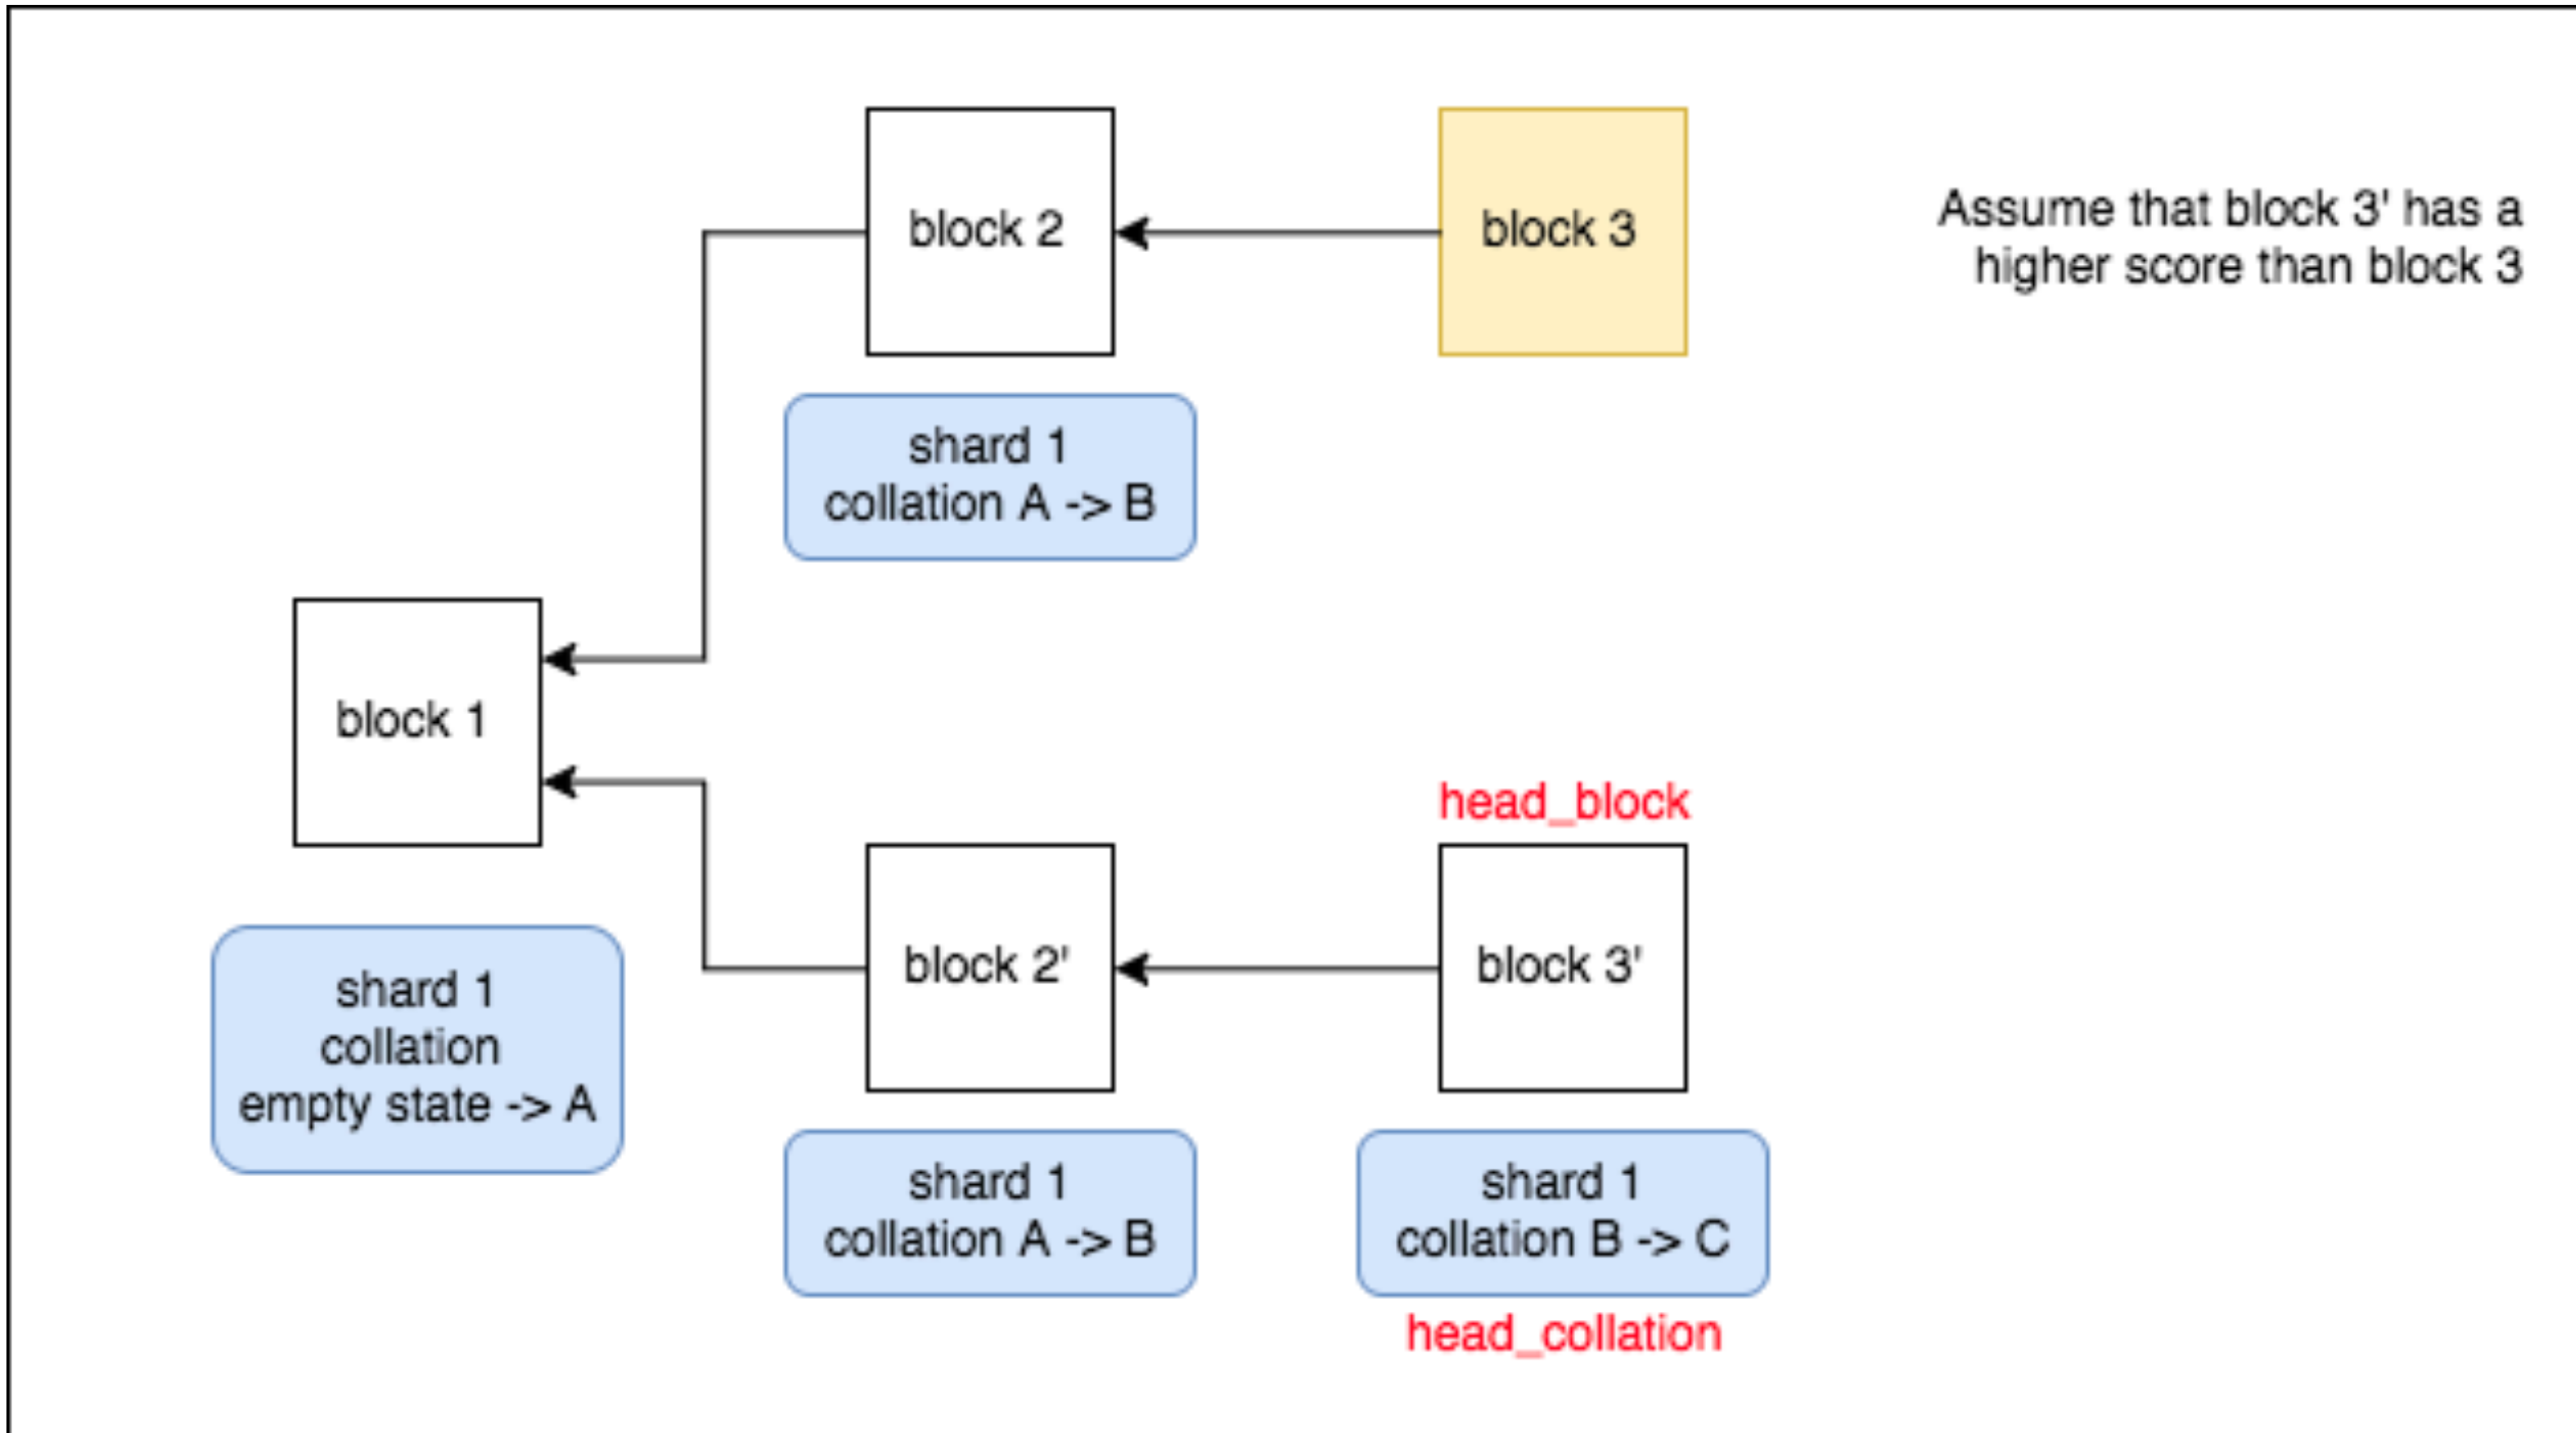 block 2
block 3
Assume that block 3' has a
higher score than block 3
shard 1
collation A -> B
block 1
head_block
block 2'
block 3'
shard 1
collation
empty state -> A
shard 1
collation A -> B
shard 1
collation B -> C
head_collation